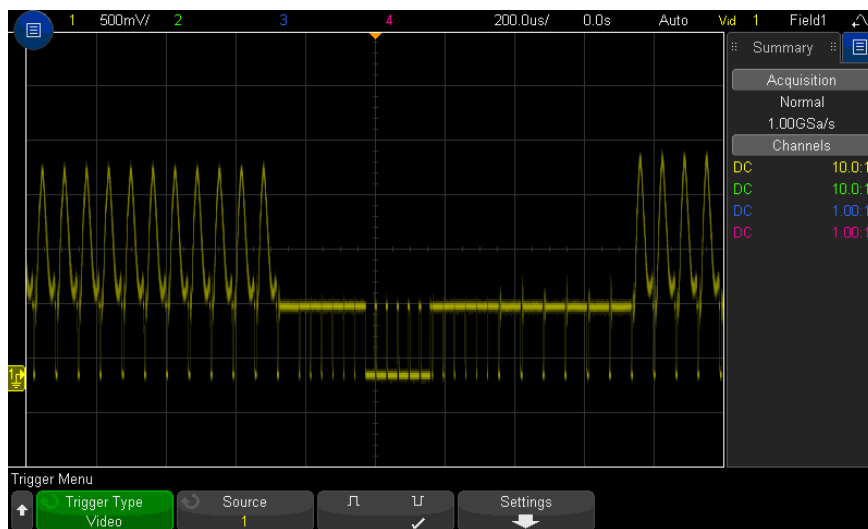 1 500mV/ 2 3 4 200.0us/ 0.0s Auto Vid 1 Field1
Summary
Acquisition
Normal
1.00GSa/s
Channels
DC 10.0:1
DC 10.0:1
DC 1.00:1
DC 1.00:1
1
Trigger Menu
Trigger Type Source Settings
Video 1